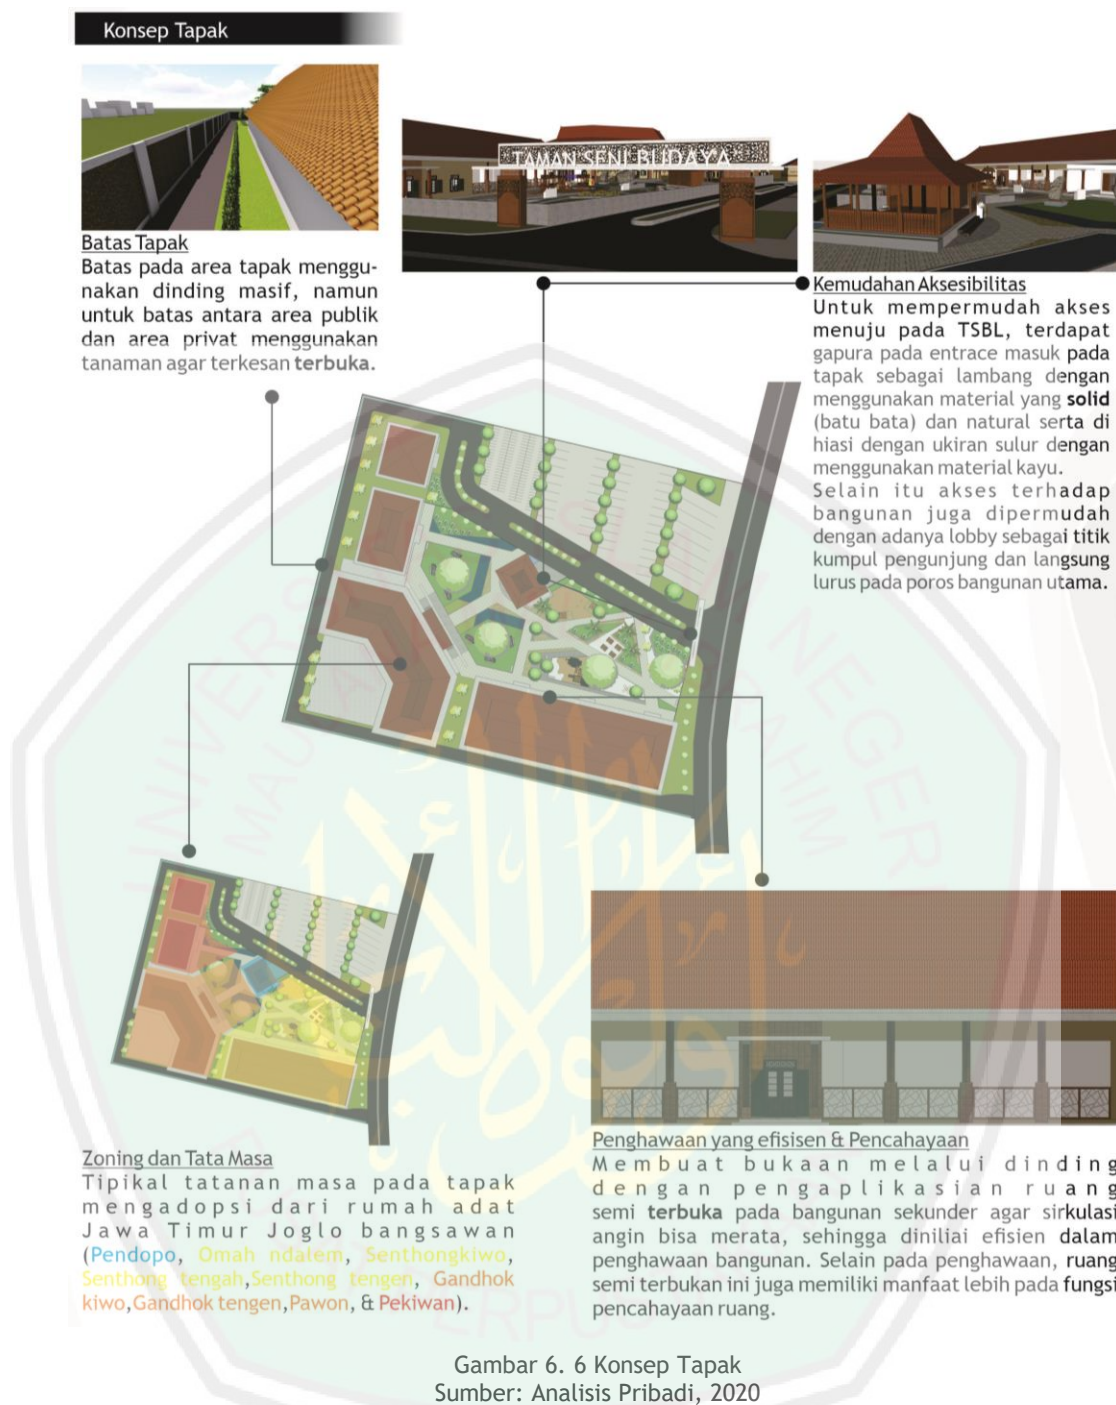 Konsep Tapak
TAMAN SENI BUDAYA
Batas Tapak
Batas pada area tapak menggu-
nakan dinding masif, namun
untuk batas antara area publik
dan area privat menggunakan
tanaman agar terkesan terbuka.
Kemudahan Aksesibilitas
Untuk mempermudah akses
menuju pada TSBL, terdapat
gapura pada entrace masuk pada
tapak sebagai lambang dengan
menggunakan material yang solid
(batu bata) dan natural serta di
hiasi dengan ukiran sulur dengan
menggunakan material kayu.
Selain itu akses terhadap
bangunan juga dipermudah
dengan adanya lobby sebagai titik
kumpul pengunjung dan langsung
lurus pada poros bangunan utama.
Zoning dan Tata Masa
Tipikal tatanan masa pada tapak
mengadopsi dari rumah adat
Jawa Timur Joglo bangsawan
(Pendopo, Omah ndalem, Senthongkiwo,
Senthong tengah,Senthong tengen, Gandhok
kiwo,Gandhok tengen,Pawon, & Pekiwan).
Penghawaan yang efisisen & Pencahayaan
Membuat bukaan melalui dinding
dengan pengaplikasian ruang
semi terbuka pada bangunan sekunder agar sirkulasi
angin bisa merata, sehingga diniliai efisien dalam
penghawaan bangunan. Selain pada penghawaan, ruang
semi terbukan ini juga memiliki manfaat lebih pada fungsi
pencahayaan ruang.
Gambar 6. 6 Konsep Tapak
Sumber: Analisis Pribadi, 2020